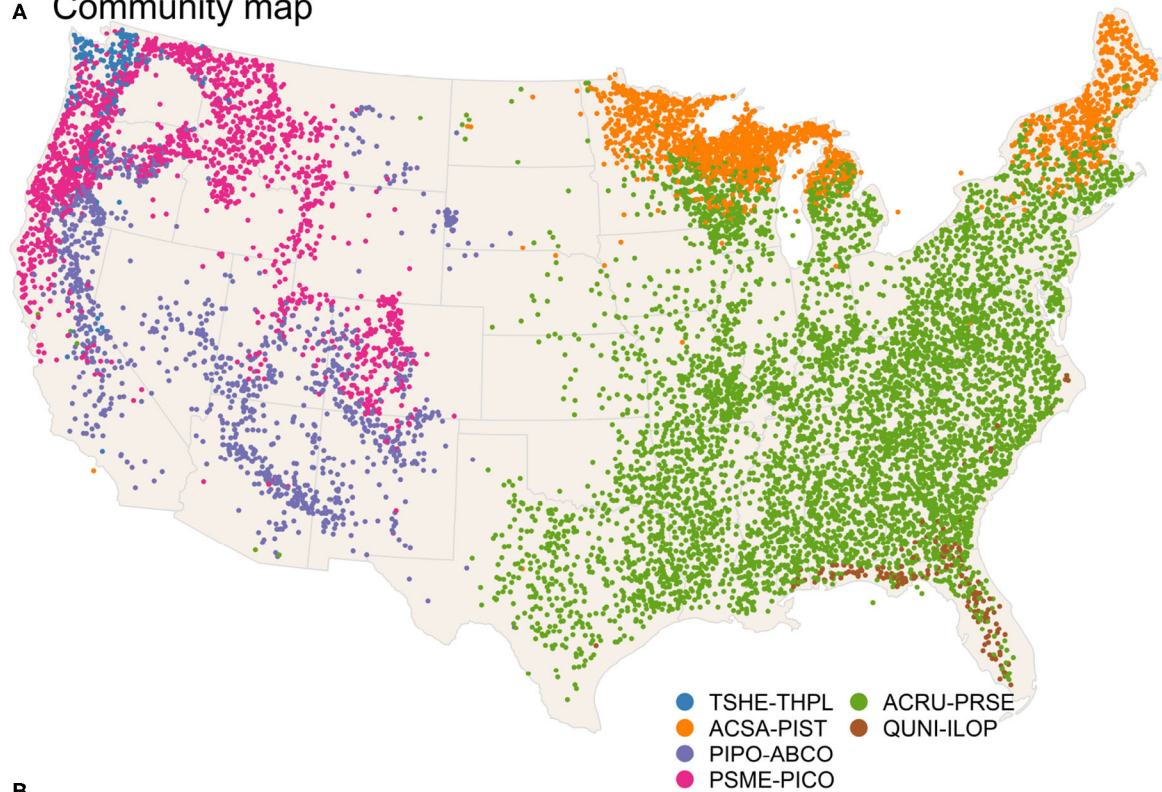 A Community map
TSHE-THPL
ACSA-PIST
PIPO-ABCO
PSME-PICO
ACRU-PRSE
QUNI-ILOP
B